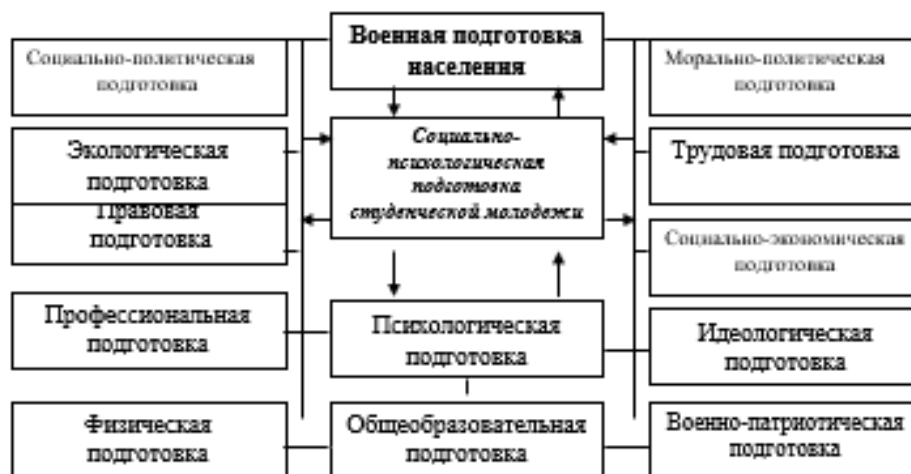 Военная подготовка
населения
Социально-политическая
подготовка
Морально-политическая
подготовка
Экологическая
подготовка
Социально-
психологическая
подготовка
студенческой молодежи
Трудовая подготовка
Правовая
подготовка
Социально-экономическая
подготовка
Профессиональная
подготовка
Психологическая
подготовка
Идеологическая
подготовка
Физическая
подготовка
Общеобразовательная
подготовка
Военно-патриотическая
подготовка